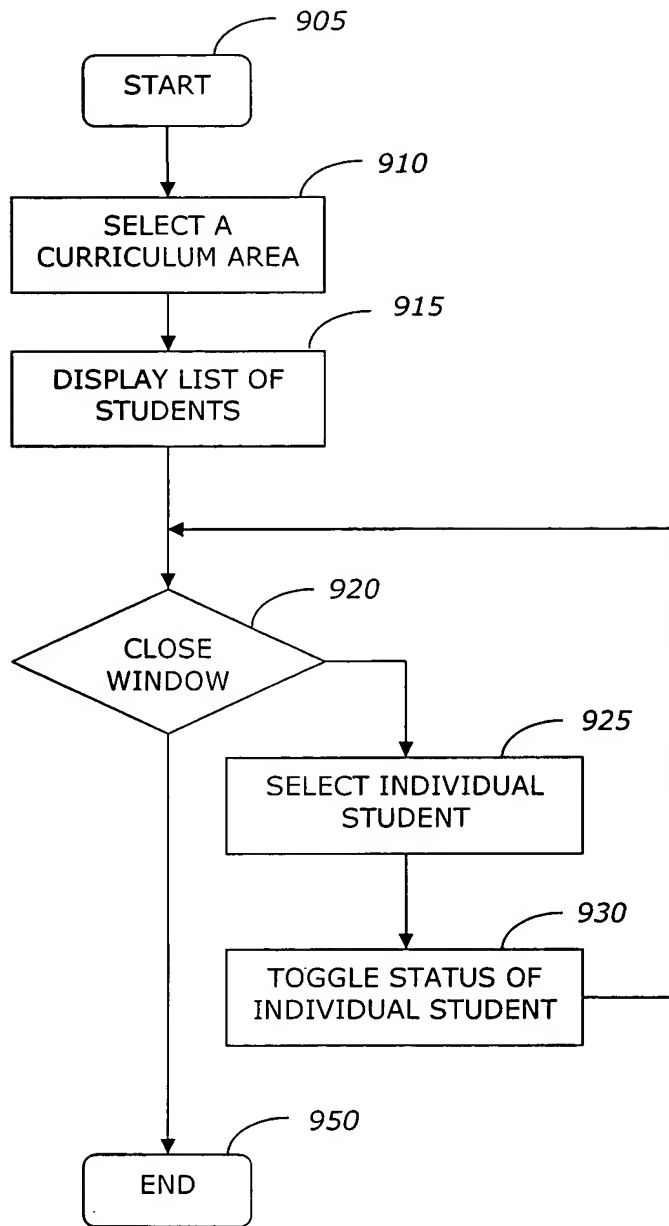 905
START
910
SELECT A
CURRICULUM AREA
915
DISPLAY LIST OF
STUDENTS
920
CLOSE
WINDOW
925
SELECT INDIVIDUAL
STUDENT
930
TOGGLE STATUS OF
INDIVIDUAL STUDENT
950
END